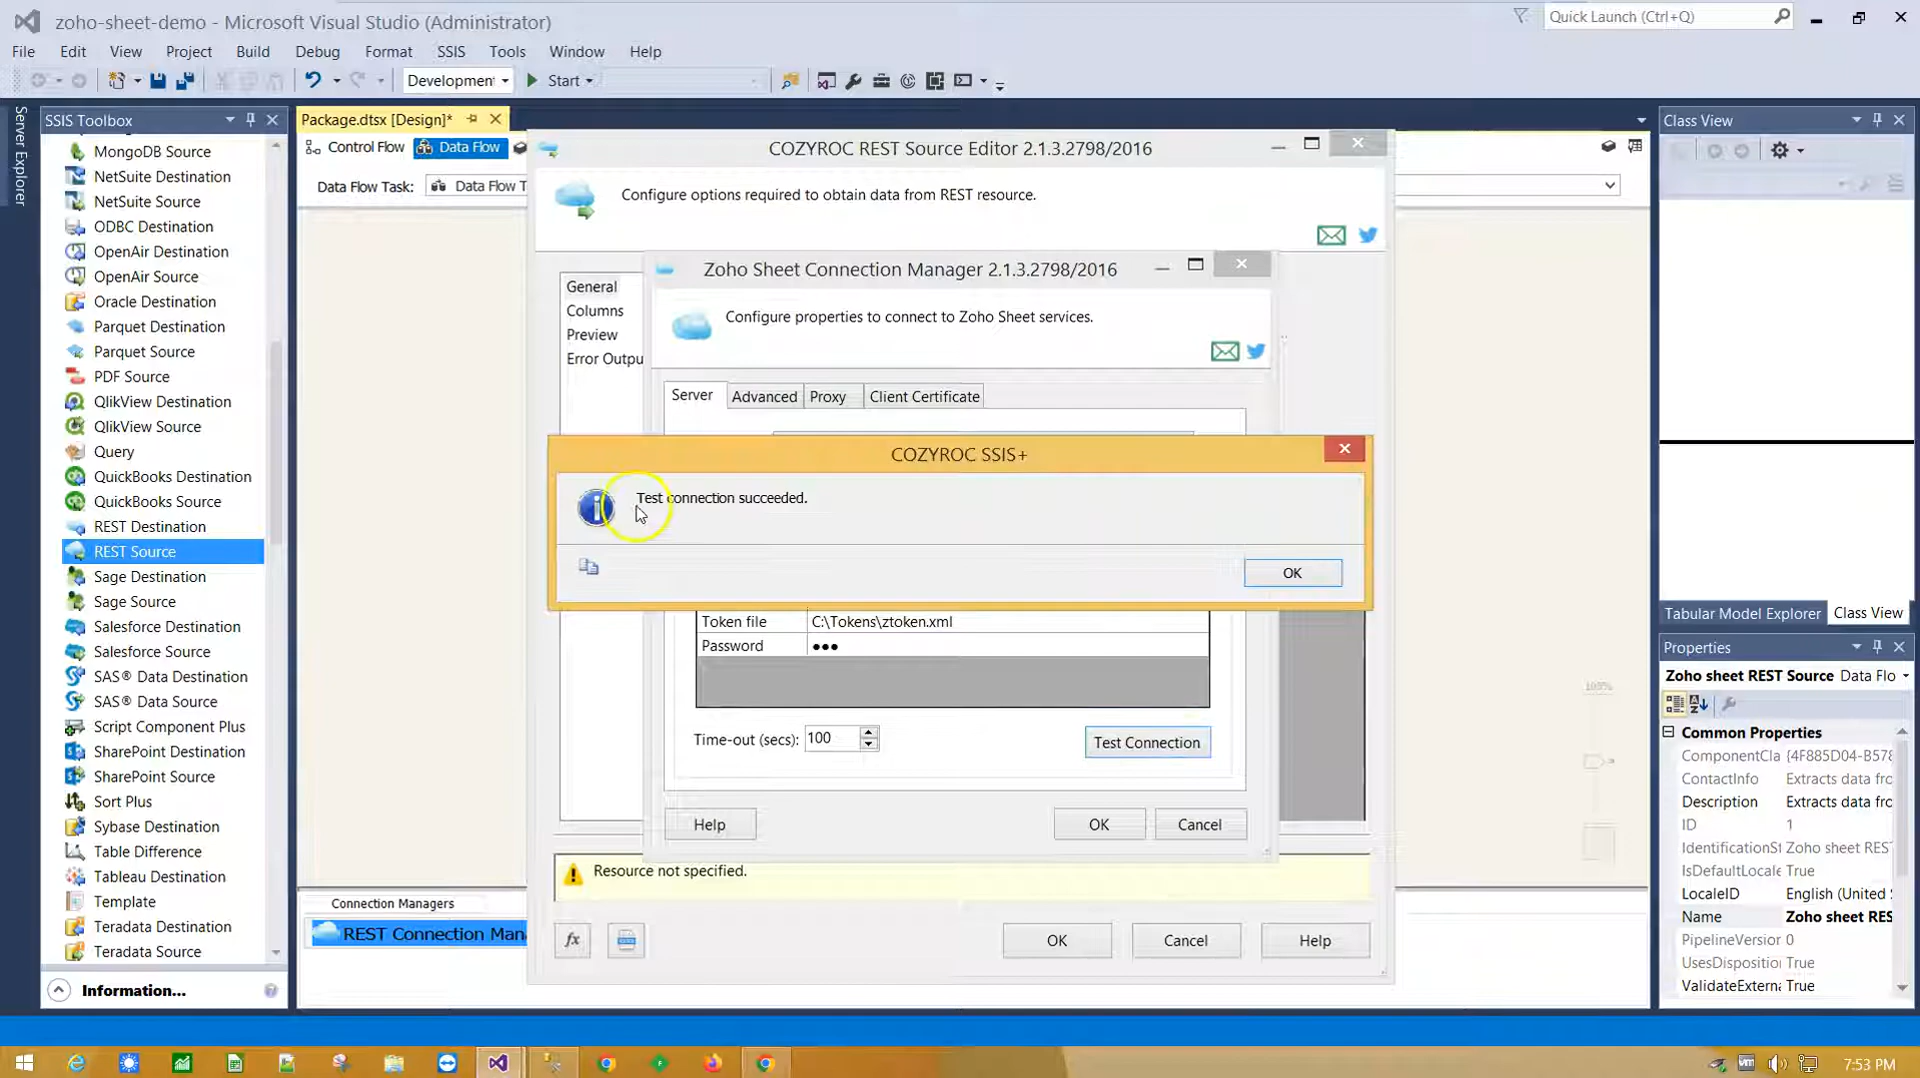 zoho-sheet-demo - Microsoft Visual Studio (Administrator)
Quick Launch (Ctrl+Q)
File Edit View Project Build Debug Format SSIS Tools Window Help
Development Start
Server Explorer
SSIS Toolbox
MongoDB Source
NetSuite Destination
NetSuite Source
ODBC Destination
OpenAir Destination
OpenAir Source
Oracle Destination
Parquet Destination
Parquet Source
PDF Source
QlikView Destination
QlikView Source
Query
QuickBooks Destination
QuickBooks Source
REST Destination
REST Source
Sage Destination
Sage Source
Salesforce Destination
Salesforce Source
SAS® Data Destination
SAS® Data Source
Script Component Plus
SharePoint Destination
SharePoint Source
Sort Plus
Sybase Destination
Table Difference
Tableau Destination
Template
Teradata Destination
Teradata Source
Information...
Package.dtsx [Design]*
Control Flow Data Flow
Data Flow Task: Data Flow T
COZYROC REST Source Editor 2.1.3.2798/2016
Configure options required to obtain data from REST resource.
General
Columns
Preview
Error Outpu
Zoho Sheet Connection Manager 2.1.3.2798/2016
Configure properties to connect to Zoho Sheet services.
Server Advanced Proxy Client Certificate
COZYROC SSIS+
Test connection succeeded.
OK
Token file C:\Tokens\ztoken.xml
Password ●●●
Time-out (secs): 100 Test Connection
Help OK Cancel
Resource not specified.
fx OK Cancel Help
Connection Managers
REST Connection Man
100%
Class View
Tabular Model Explorer Class View
Properties
Zoho sheet REST Source Data Flo
Common Properties
ComponentCla {4F885D04-B578
ContactInfo Extracts data fro
Description Extracts data fro
ID 1
IdentificationSt Zoho sheet REST
IsDefaultLocale True
LocaleID English (United S
Name Zoho sheet RES
PipelineVersion 0
UsesDispositio True
ValidateExterna True
7:53 PM